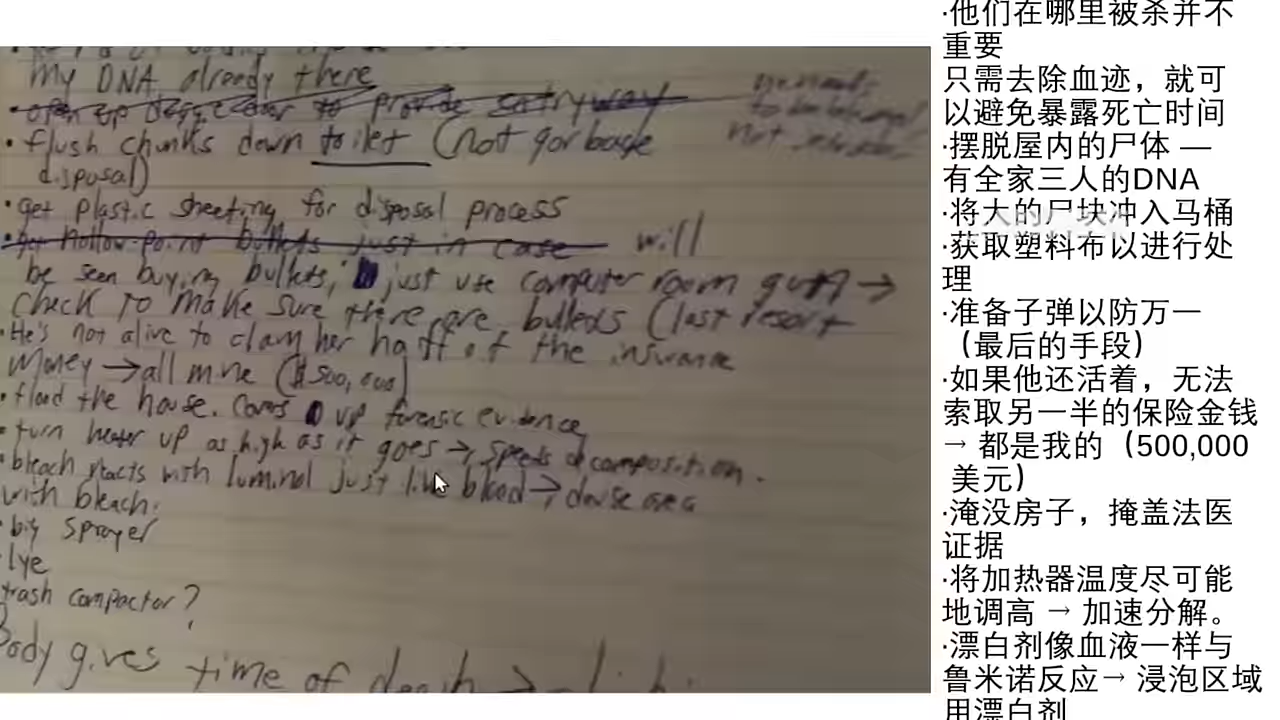 my DNA already there
• open up to provide entryway
• flush chunks down toilet (not garbage
disposal)
• get plastic sheeting for disposal process
• get hollow-point bullets just in case will
be seen buying bullets, just use computer room gun →
check to make sure there are bullets (last resort
• He's not alive to claim her half of the insurance
money → all mine ($500,000)
• flood the house. Covers up forensic evidence
• turn heater up as high as it goes → speeds decomposition.
• bleach reacts with luminol just like blood → douse area
with bleach.
• big sprayer
• lye
trash compactor?
Body gives time of death →
·他们在哪里被杀并不
重要
只需去除血迹，就可
以避免暴露死亡时间
·摆脱屋内的尸体 —
有全家三人的DNA
·将大的尸块冲入马桶
·获取塑料布以进行处
理
·准备子弹以防万一
（最后的手段）
·如果他还活着，无法
索取另一半的保险金钱
→ 都是我的（500,000
美元）
·淹没房子，掩盖法医
证据
·将加热器温度尽可能
地调高 → 加速分解。
·漂白剂像血液一样与
鲁米诺反应→ 浸泡区域
用漂白剂